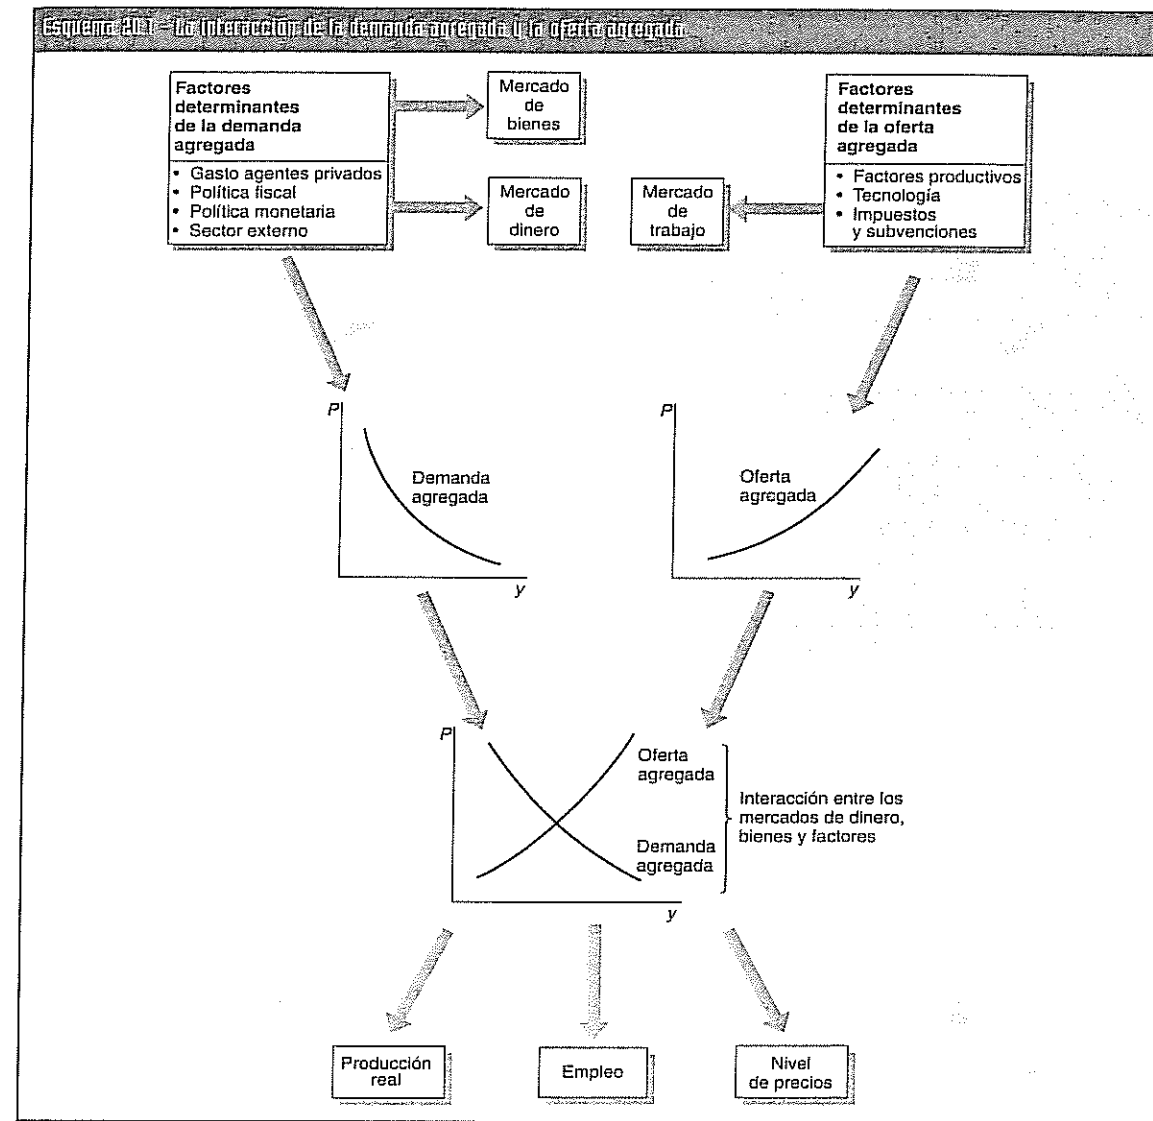 Esquema 20.1 – La interacción de la demanda agregada y la oferta agregada
Factores
determinantes
de la demanda
agregada
• Gasto agentes privados
• Política fiscal
• Política monetaria
• Sector externo
Mercado
de
bienes
Mercado
de
dinero
Mercado
de
trabajo
Factores
determinantes
de la oferta
agregada
• Factores productivos
• Tecnología
• Impuestos
y subvenciones
P
Demanda
agregada
y
P
Oferta
agregada
y
P
Oferta
agregada
Demanda
agregada
y
Interacción entre los
mercados de dinero,
bienes y factores
Producción
real
Empleo
Nivel
de precios